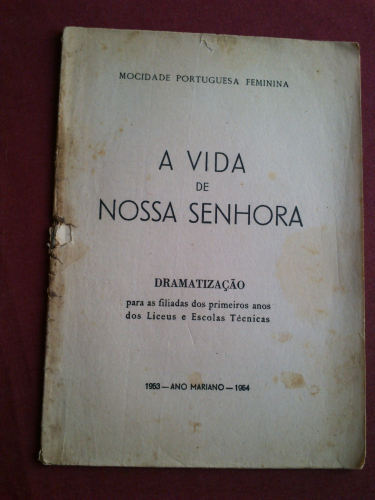 MOCIDADE PORTUGUESA FEMININA
A VIDA
DE
NOSSA SENHORA
DRAMATIZAÇÃO
para as filiadas dos primeiros anos
dos Liceus e Escolas Técnicas
1953 — ANO MARIANO — 1954